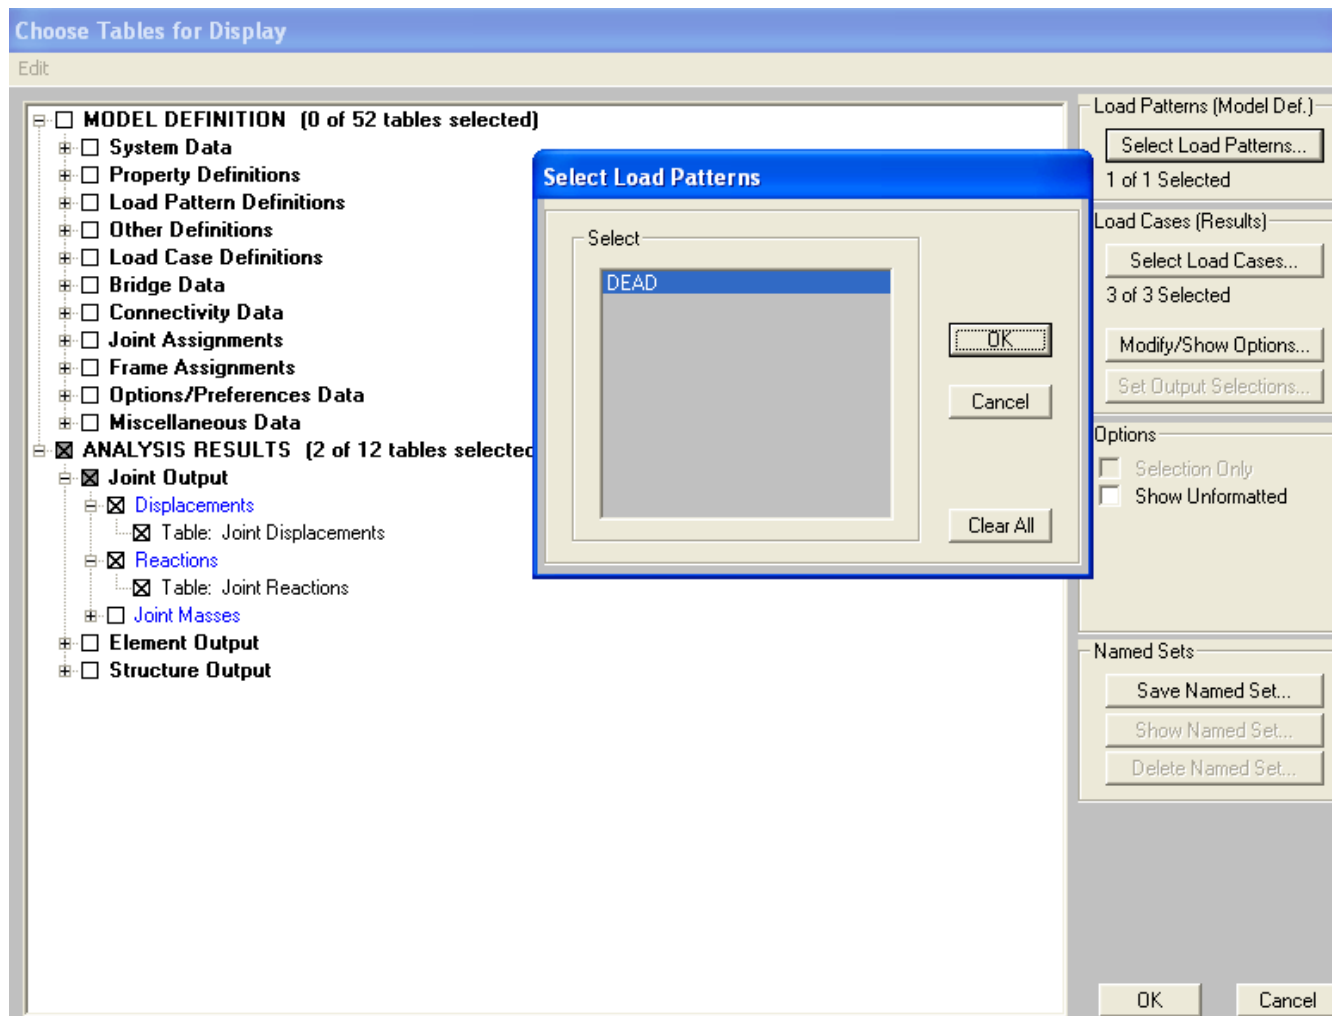 Choose Tables for Display
Edit
MODEL DEFINITION (0 of 52 tables selected)
System Data
Property Definitions
Load Pattern Definitions
Other Definitions
Load Case Definitions
Bridge Data
Connectivity Data
Joint Assignments
Frame Assignments
Options/Preferences Data
Miscellaneous Data
ANALYSIS RESULTS (2 of 12 tables selected
Joint Output
Displacements
Table: Joint Displacements
Reactions
Table: Joint Reactions
Joint Masses
Element Output
Structure Output
Select Load Patterns
Select
DEAD
OK
Cancel
Clear All
Load Patterns (Model Def.)
Select Load Patterns...
1 of 1 Selected
Load Cases (Results)
Select Load Cases...
3 of 3 Selected
Modify/Show Options...
Set Output Selections...
Options
Selection Only
Show Unformatted
Named Sets
Save Named Set...
Show Named Set...
Delete Named Set...
OK
Cancel